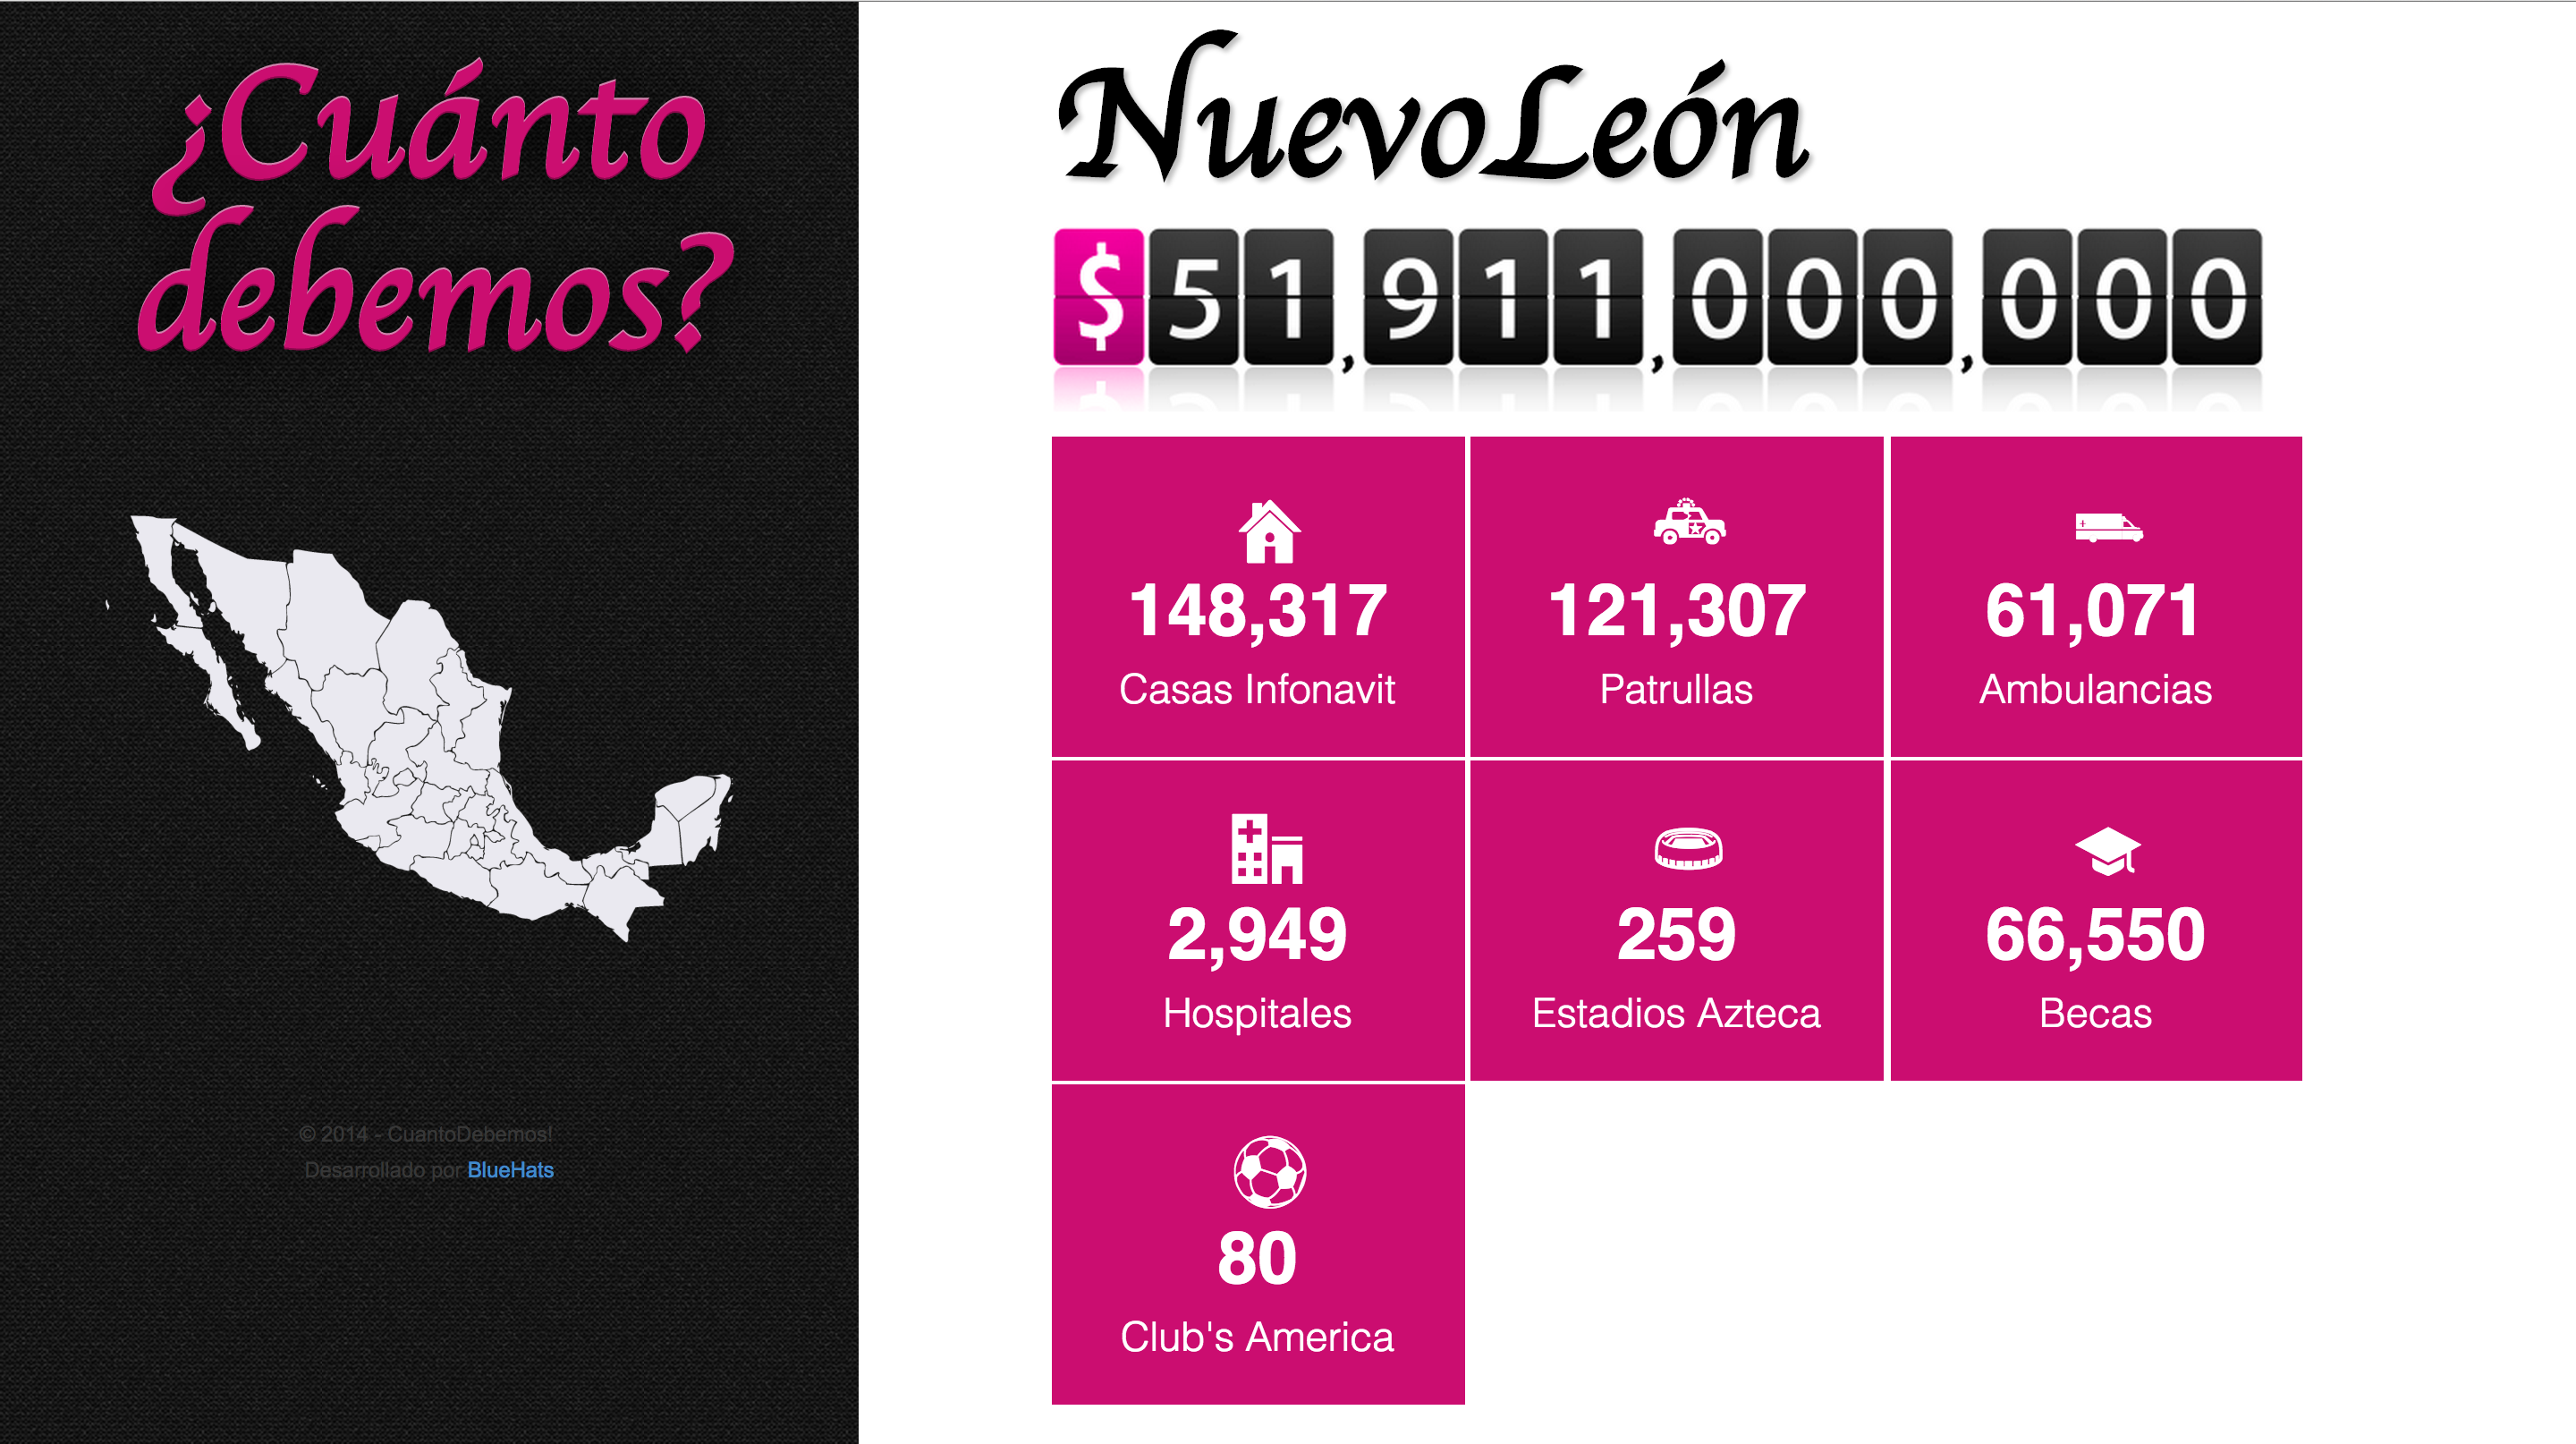 ¿Cuánto
debemos?
© 2014 - CuantoDebemos!
Desarrollado por BlueHats
NuevoLeón
$51,911,000,000
148,317
Casas Infonavit
121,307
Patrullas
61,071
Ambulancias
2,949
Hospitales
259
Estadios Azteca
66,550
Becas
80
Club's America